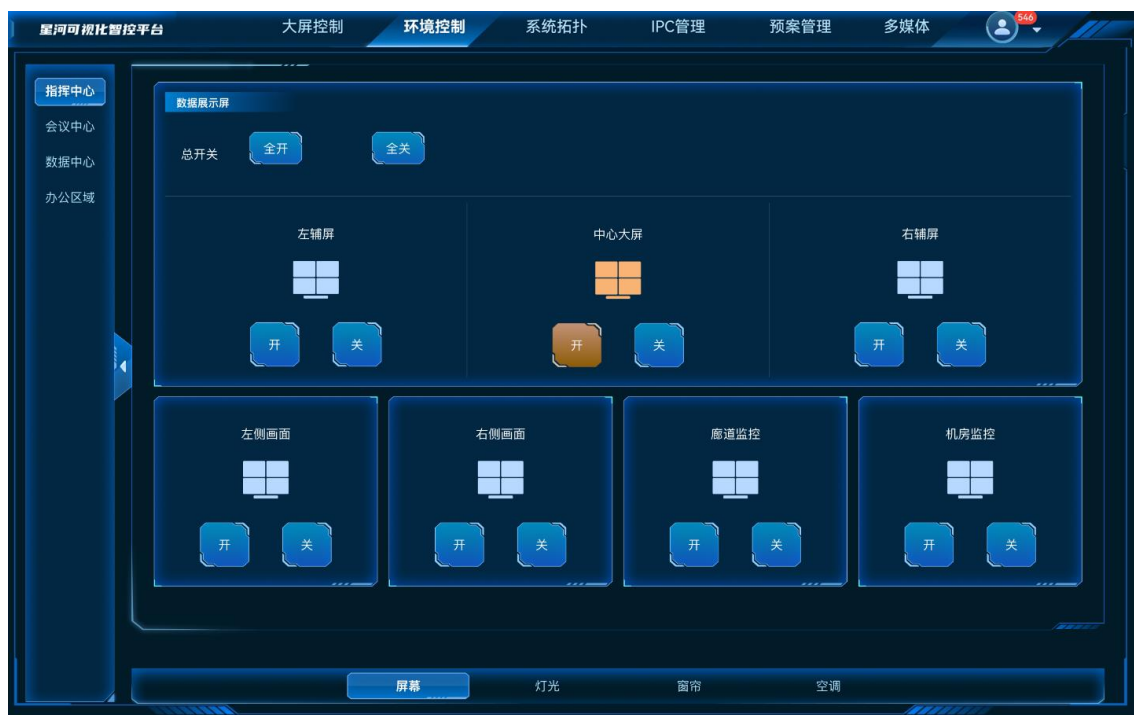 星河可视化智控平台 大屏控制 环境控制 系统拓扑 IPC管理 预案管理 多媒体 546
指挥中心
会议中心
数据中心
办公区域
数据展示屏
总开关 全开 全关
左辅屏 中心大屏 右辅屏
开 关 开 关 开 关
左侧画面 右侧画面 廊道监控 机房监控
开 关 开 关 开 关 开 关
屏幕 灯光 窗帘 空调